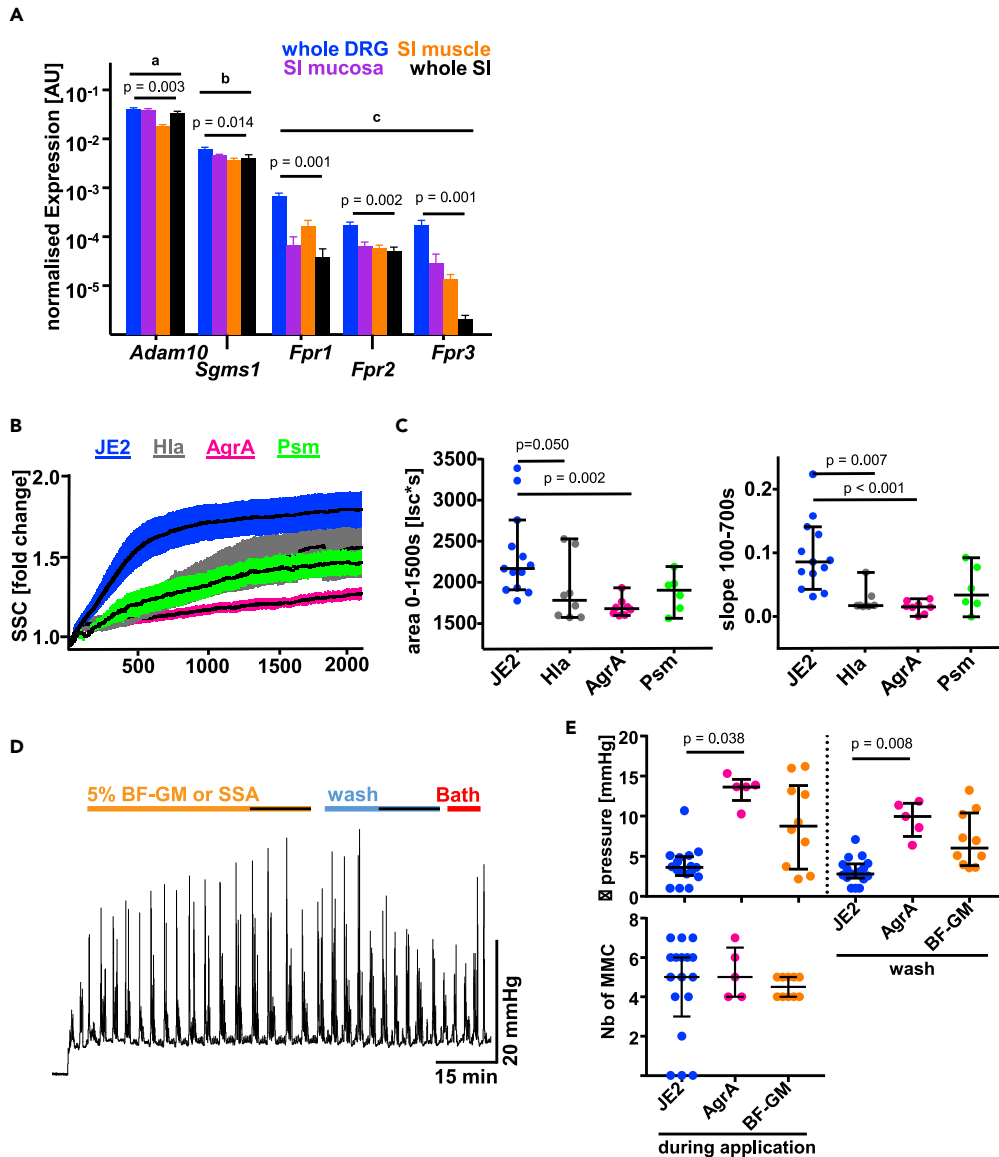 A
whole DRG SI muscle
SI mucosa whole SI
normalised Expression [AU]
10-1
10-2
10-3
10-4
10-5
a
p = 0.003
b
p = 0.014
c
p = 0.001
p = 0.002
p = 0.001
Adam10
Sgms1
Fpr1
Fpr2
Fpr3
B
JE2 Hla AgrA Psm
SSC [fold change]
2.0
1.5
1.0
500 1000 1500 2000
C
area 0-1500s [Isc*s]
3500
3000
2500
2000
1500
p=0.050
p = 0.002
JE2 Hla AgrA Psm
slope 100-700s
0.2
0.1
0.0
p = 0.007
p < 0.001
JE2 Hla AgrA Psm
D
5% BF-GM or SSA wash Bath
20 mmHg
15 min
E
pressure [mmHg]
20
15
10
5
0
p = 0.038
p = 0.008
JE2 AgrA BF-GM
wash
Nb of MMC
8
6
4
2
JE2 AgrA BF-GM
during application